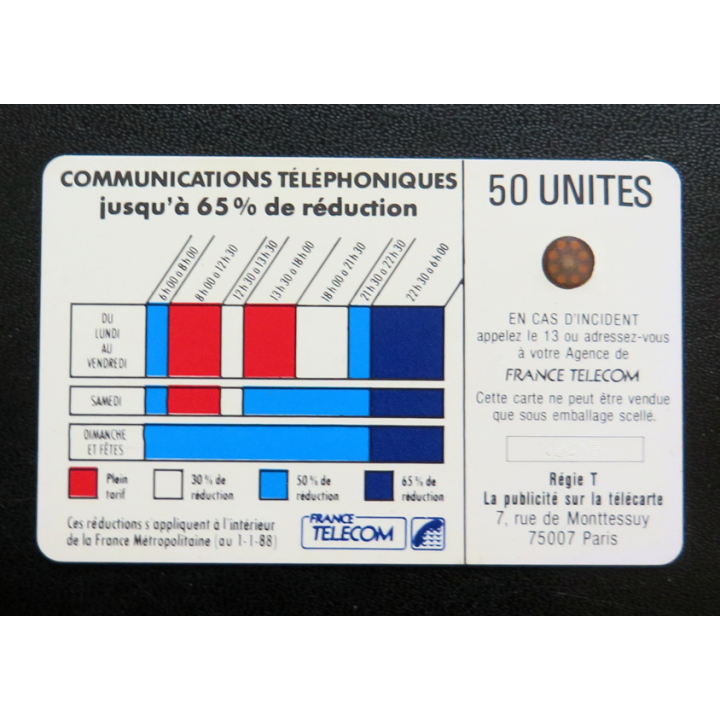 COMMUNICATIONS TÉLÉPHONIQUES
jusqu'à 65% de réduction
6h00 a 8h00
8h00 a 12h30
12h30 a 13h30
13h30 a 18h00
18h00 a 21h30
21h30 a 22h30
22h30 a 6h00
DU
LUNDI
AU
VENDREDI
SAMEDI
DIMANCHE
ET FÊTES
Plein
tarif
30% de
réduction
50% de
réduction
65% de
réduction
Ces réductions s appliquent à l'intérieur
de la France Métropolitaine (au 1-1-88)
FRANCE
TELECOM
50 UNITES
EN CAS D'INCIDENT
appelez le 13 ou adressez-vous
à votre Agence de
FRANCE TELECOM
Cette carte ne peut être vendue
que sous emballage scellé.
Régie T
La publicité sur la télécarte
7, rue de Monttessuy
75007 Paris